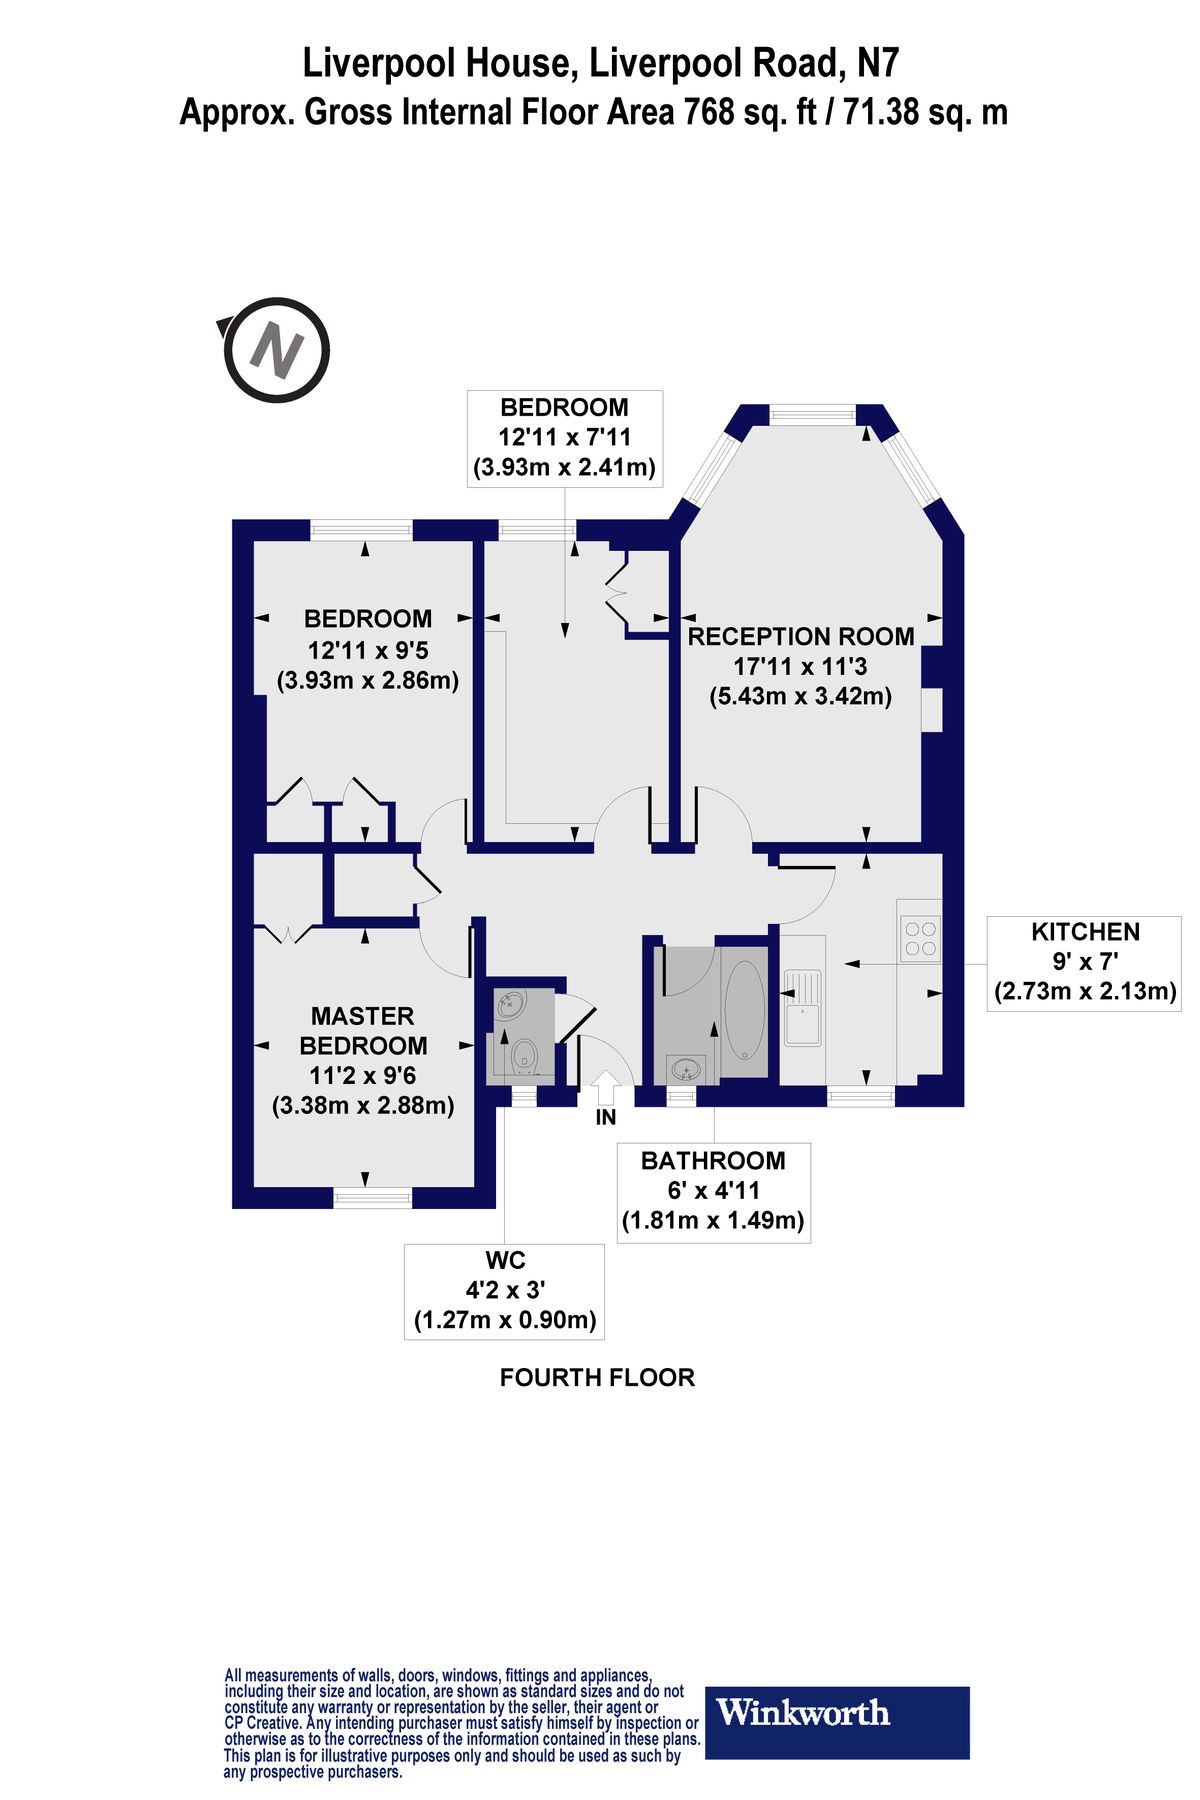 Liverpool House, Liverpool Road, N7
Approx. Gross Internal Floor Area 768 sq. ft / 71.38 sq. m
N
BEDROOM
12'11 x 7'11
(3.93m x 2.41m)
BEDROOM
12'11 x 9'5
(3.93m x 2.86m)
RECEPTION ROOM
17'11 x 11'3
(5.43m x 3.42m)
KITCHEN
9' x 7'
(2.73m x 2.13m)
MASTER
BEDROOM
11'2 x 9'6
(3.38m x 2.88m)
IN
BATHROOM
6' x 4'11
(1.81m x 1.49m)
WC
4'2 x 3'
(1.27m x 0.90m)
FOURTH FLOOR
All measurements of walls, doors, windows, fittings and appliances,
including their size and location, are shown as standard sizes and do not
constitute any warranty or representation by the seller, their agent or
CP Creative. Any intending purchaser must satisfy himself by inspection or
otherwise as to the correctness of the information contained in these plans.
This plan is for illustrative purposes only and should be used as such by
any prospective purchasers.
Winkworth